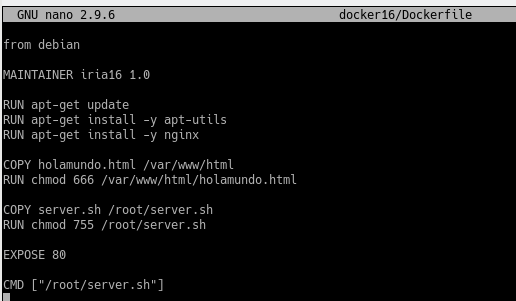 GNU nano 2.9.6 docker16/Dockerfile
from debian
MAINTAINER iria16 1.0
RUN apt-get update
RUN apt-get install -y apt-utils
RUN apt-get install -y nginx
COPY holamundo.html /var/www/html
RUN chmod 666 /var/www/html/holamundo.html
COPY server.sh /root/server.sh
RUN chmod 755 /root/server.sh
EXPOSE 80
CMD ["/root/server.sh"]